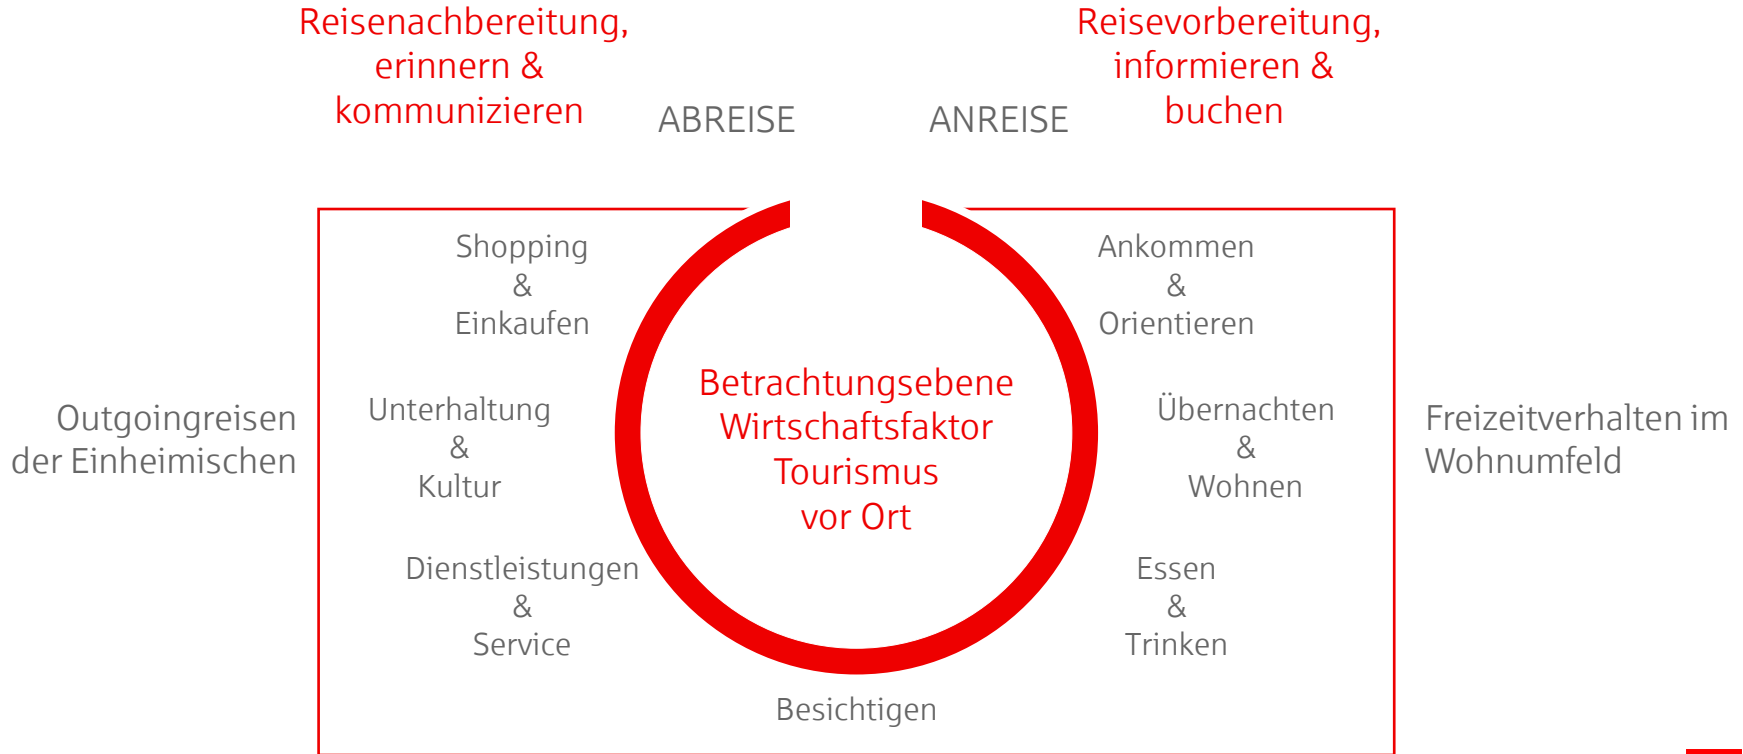 Reisenachbereitung,
erinnern &
kommunizieren
ABREISE
ANREISE
Reisevorbereitung,
informieren &
buchen
Shopping
&
Einkaufen
Ankommen
&
Orientieren
Outgoingreisen
der Einheimischen
Unterhaltung
&
Kultur
Betrachtungsebene
Wirtschaftsfaktor
Tourismus
vor Ort
Übernachten
&
Wohnen
Freizeitverhalten im
Wohnumfeld
Dienstleistungen
&
Service
Essen
&
Trinken
Besichtigen